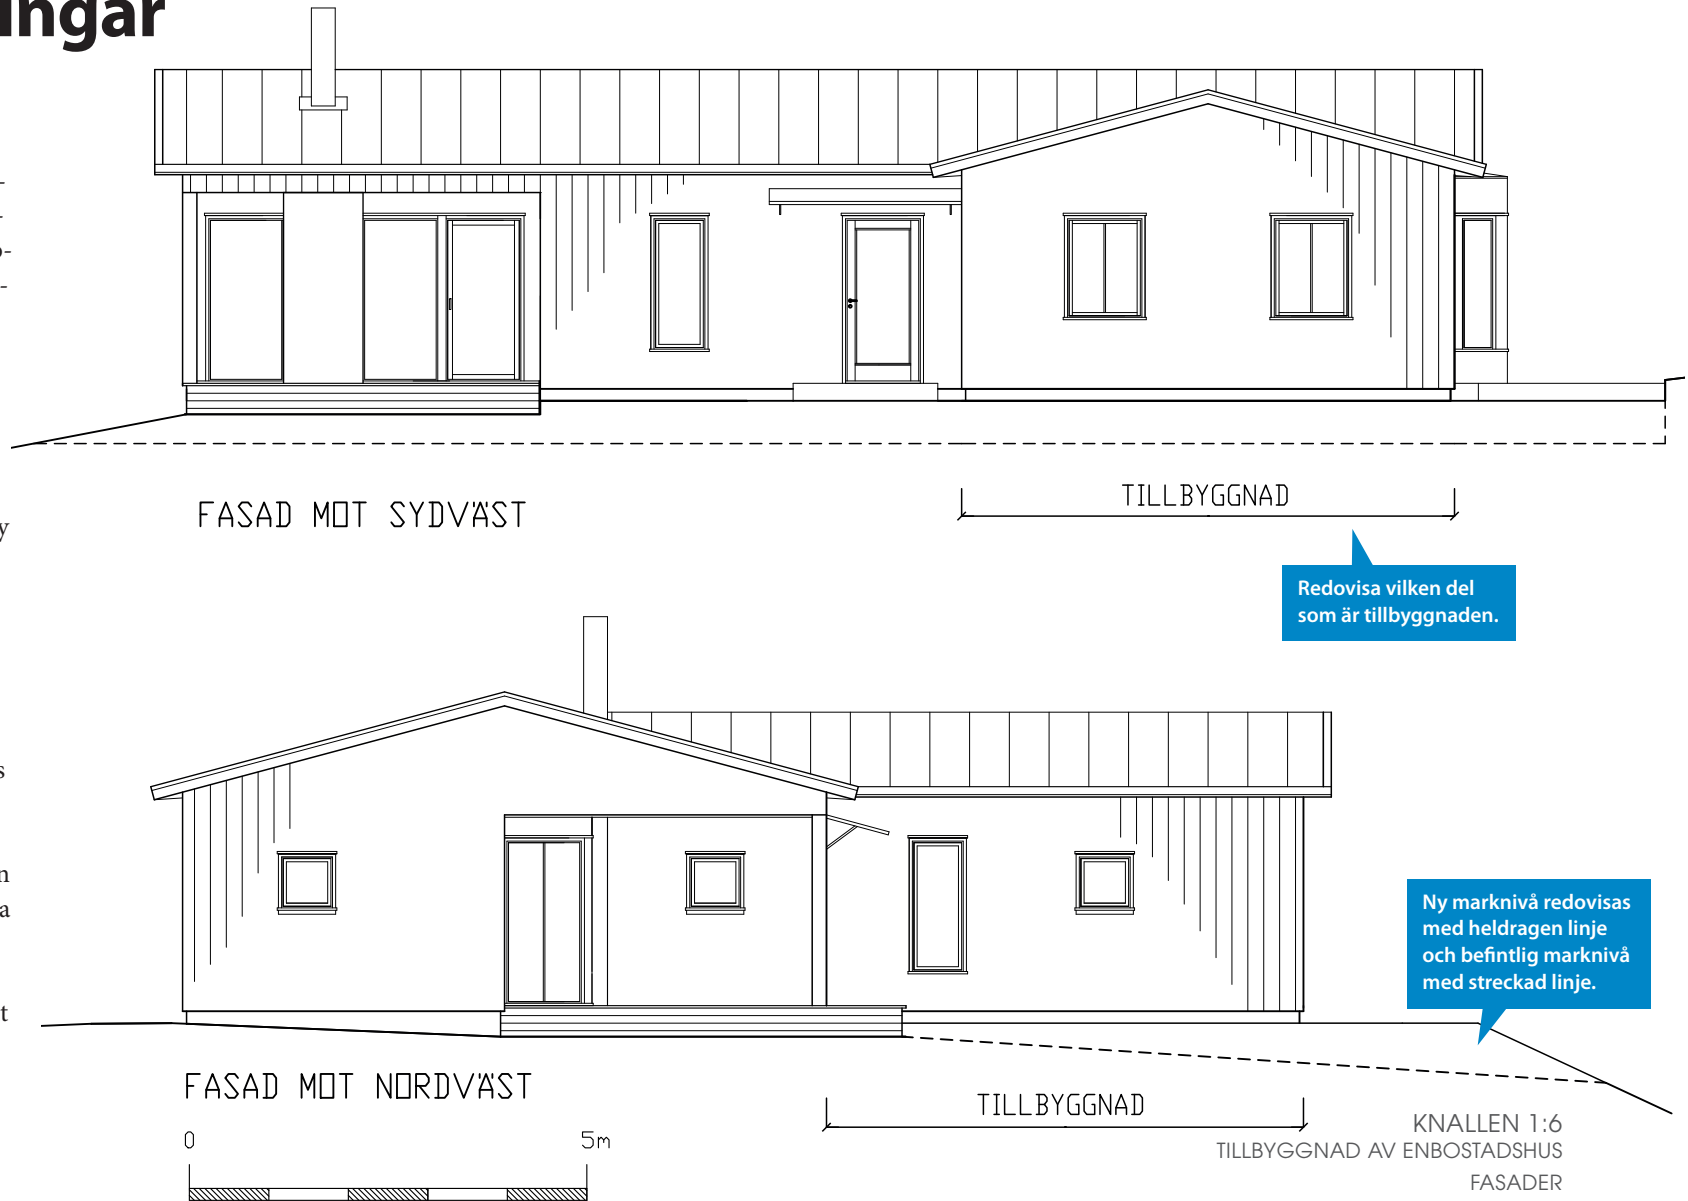 ingar
-
-
-
y
s
n
a
t
FASAD MOT SYDVÄST
TILLBYGGNAD
Redovisa vilken del
som är tillbyggnaden.
Ny marknivå redovisas
med heldragen linje
och befintlig marknivå
med streckad linje.
FASAD MOT NORDVÄST
TILLBYGGNAD
0 5m
KNALLEN 1:6
TILLBYGGNAD AV ENBOSTADSHUS
FASADER